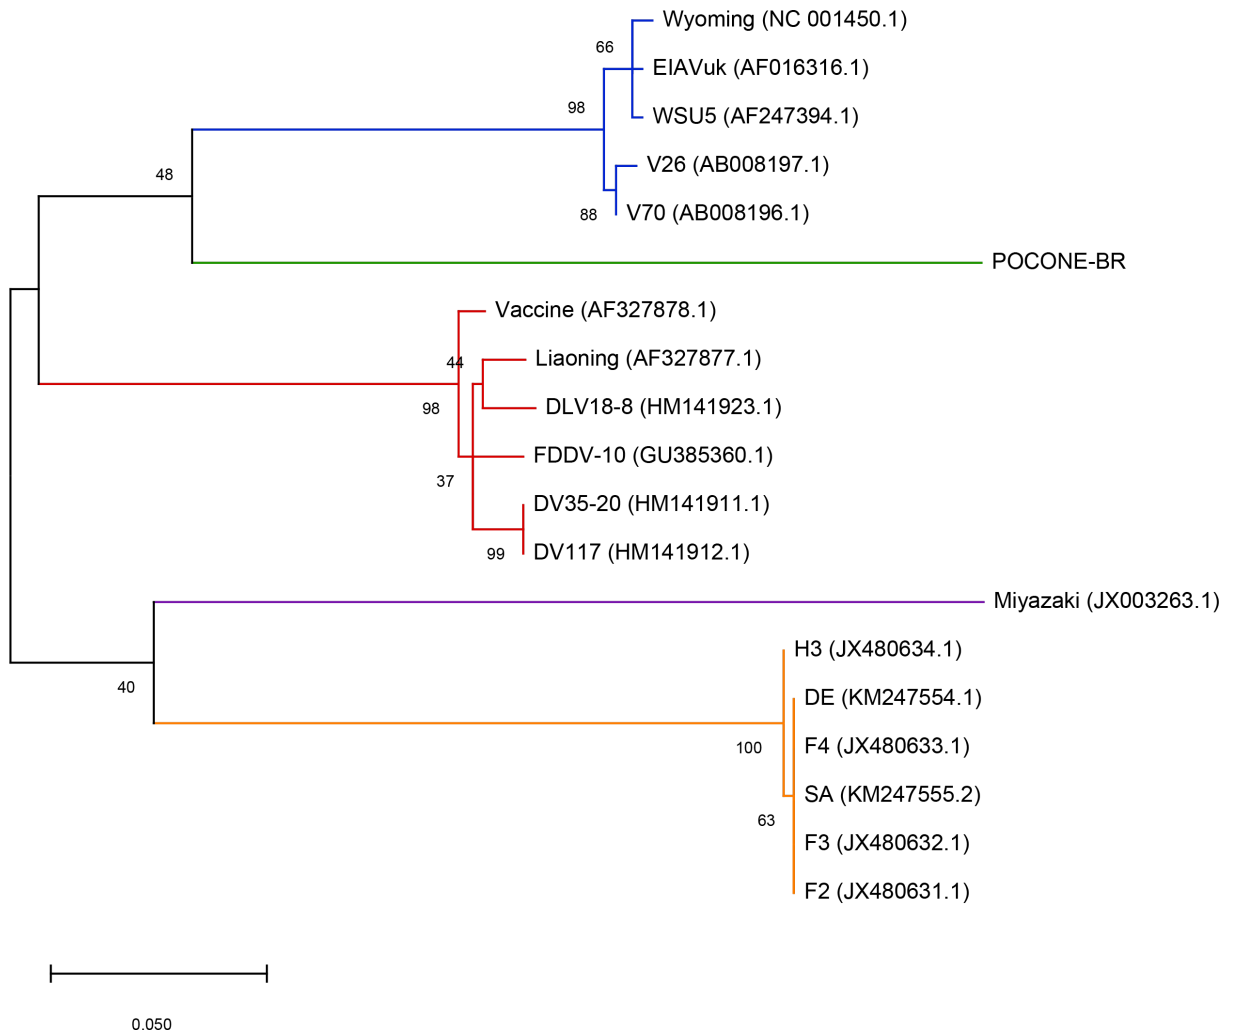 Wyoming (NC 001450.1)
66
EIAVuk (AF016316.1)
98
WSU5 (AF247394.1)
V26 (AB008197.1)
48
88
V70 (AB008196.1)
POCONE-BR
Vaccine (AF327878.1)
44
Liaoning (AF327877.1)
98
DLV18-8 (HM141923.1)
FDDV-10 (GU385360.1)
37
DV35-20 (HM141911.1)
99
DV117 (HM141912.1)
Miyazaki (JX003263.1)
H3 (JX480634.1)
40
DE (KM247554.1)
100
F4 (JX480633.1)
SA (KM247555.2)
63
F3 (JX480632.1)
F2 (JX480631.1)
0.050